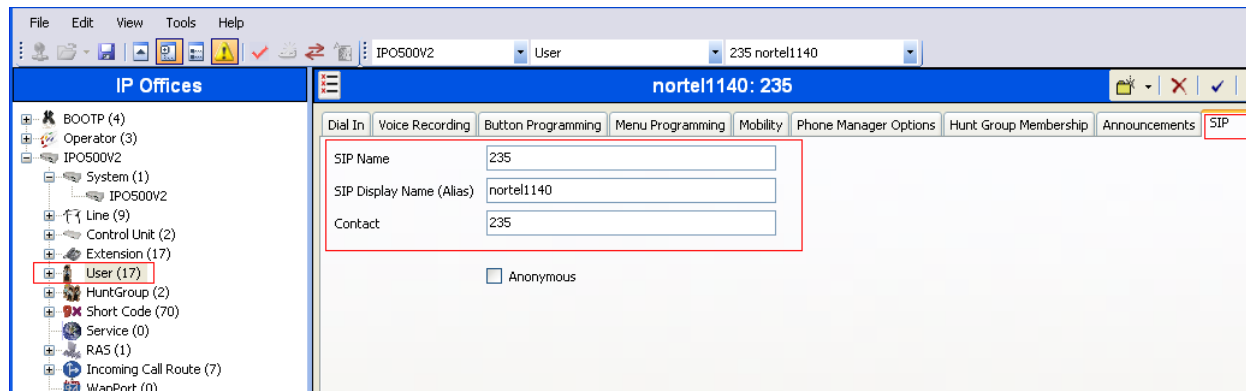 File Edit View Tools Help
IPO500V2 User 235 nortel1140
IP Offices
nortel1140: 235
BOOTP (4)
Operator (3)
IPO500V2
System (1)
IPO500V2
Line (9)
Control Unit (2)
Extension (17)
User (17)
HuntGroup (2)
Short Code (70)
Service (0)
RAS (1)
Incoming Call Route (7)
WanPort (0)
Dial In Voice Recording Button Programming Menu Programming Mobility Phone Manager Options Hunt Group Membership Announcements SIP
SIP Name 235
SIP Display Name (Alias) nortel1140
Contact 235
Anonymous